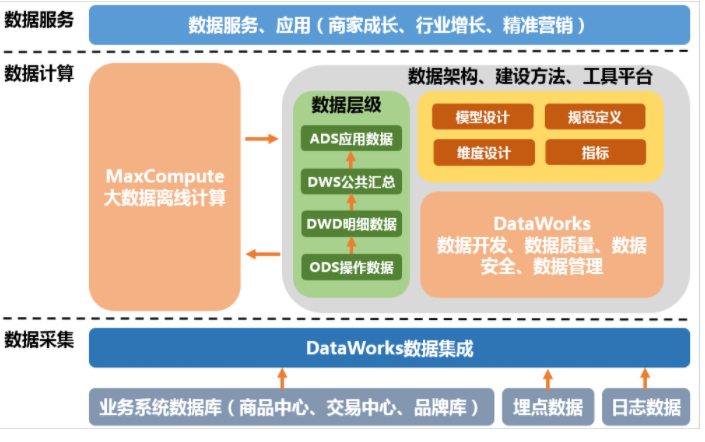 数据服务
数据服务、应用（商家成长、行业增长、精准营销）
数据计算
数据架构、建设方法、工具平台
MaxCompute
大数据离线计算
数据层级
ADS应用数据
DWS公共汇总
DWD明细数据
ODS操作数据
模型设计
规范定义
维度设计
指标
DataWorks
数据开发、数据质量、数据
安全、数据管理
数据采集
DataWorks数据集成
业务系统数据库（商品中心、交易中心、品牌库）
埋点数据
日志数据